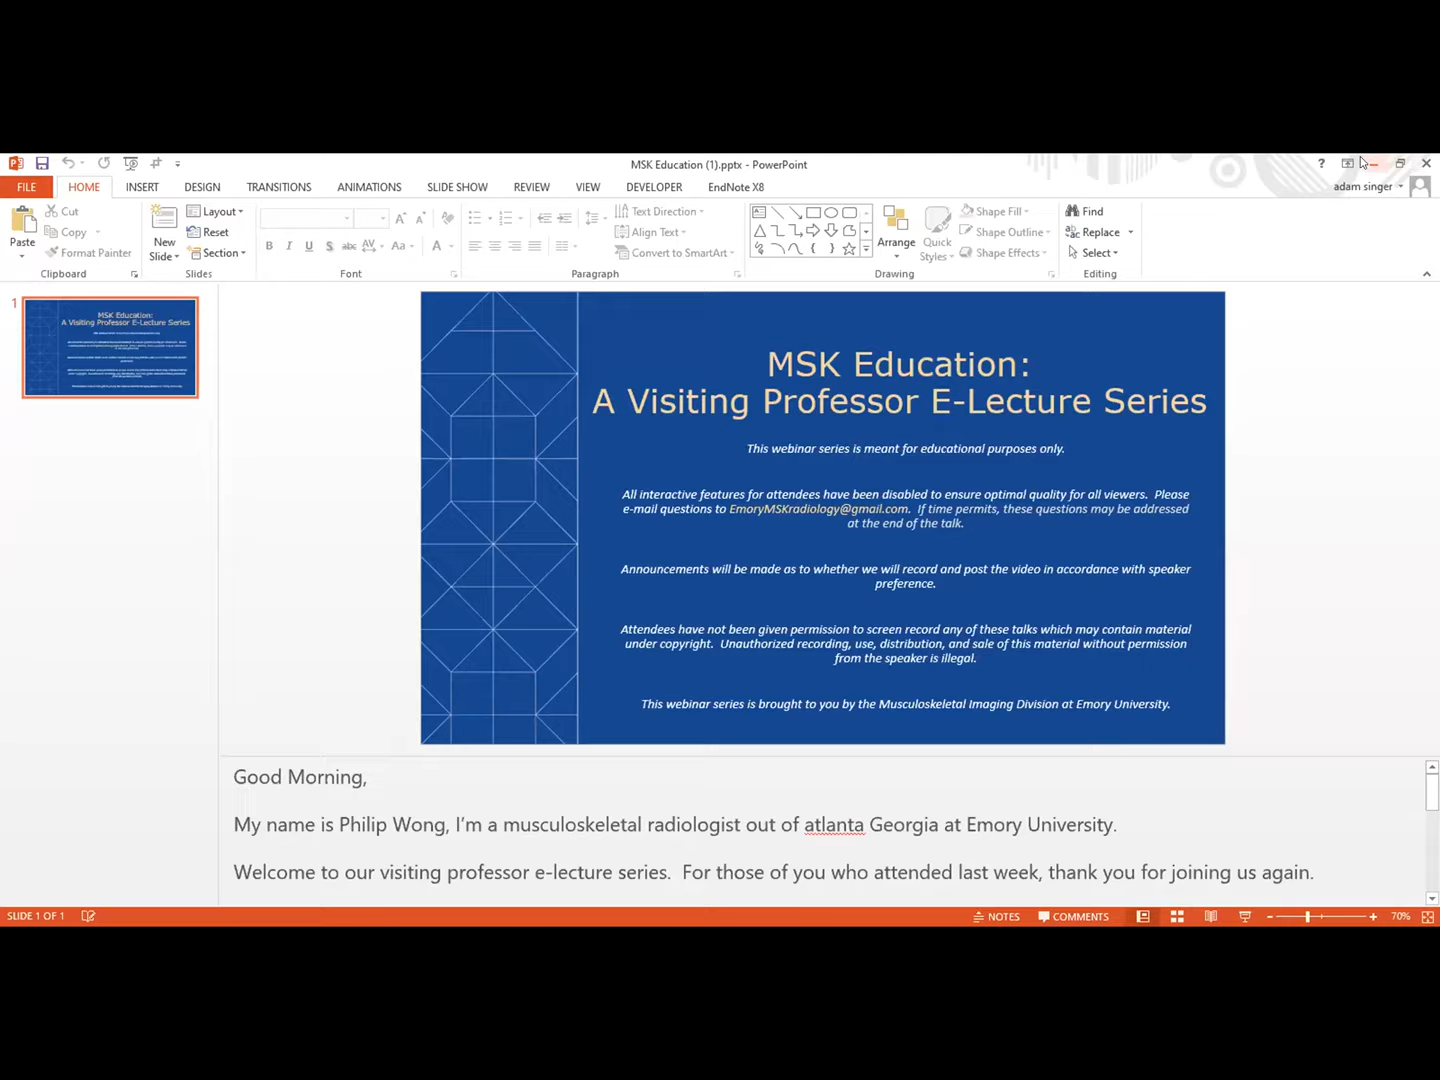 MSK Education (1).pptx - PowerPoint
?
FILE HOME INSERT DESIGN TRANSITIONS ANIMATIONS SLIDE SHOW REVIEW VIEW DEVELOPER EndNote X8
adam singer
Paste
Cut
Copy
Format Painter
Clipboard
New
Slide
Layout
Reset
Section
Slides
B I U S abc AV Aa A
Font
Text Direction
Align Text
Convert to SmartArt
Paragraph
Arrange
Quick
Styles
Shape Fill
Shape Outline
Shape Effects
Drawing
Find
Replace
Select
Editing
1
MSK Education:
A Visiting Professor E-Lecture Series
MSK Education:
A Visiting Professor E-Lecture Series
This webinar series is meant for educational purposes only.
All interactive features for attendees have been disabled to ensure optimal quality for all viewers.  Please
e-mail questions to EmoryMSKradiology@gmail.com.  If time permits, these questions may be addressed
at the end of the talk.
Announcements will be made as to whether we will record and post the video in accordance with speaker
preference.
Attendees have not been given permission to screen record any of these talks which may contain material
under copyright.  Unauthorized recording, use, distribution, and sale of this material without permission
from the speaker is illegal.
This webinar series is brought to you by the Musculoskeletal Imaging Division at Emory University.
Good Morning,
My name is Philip Wong, I'm a musculoskeletal radiologist out of atlanta Georgia at Emory University.
Welcome to our visiting professor e-lecture series.  For those of you who attended last week, thank you for joining us again.
SLIDE 1 OF 1
NOTES
COMMENTS
70%